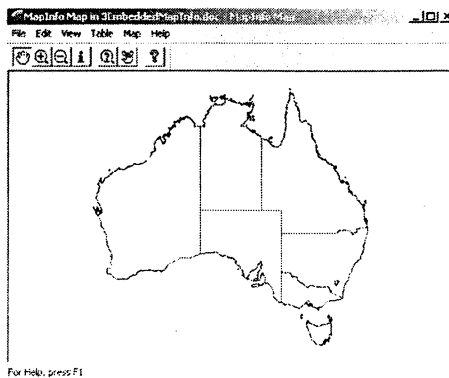 MapInfo Map in 3EmbeddedMapInfo.doc - MapInfo Map
File Edit View Table Map Help
For Help, press F1